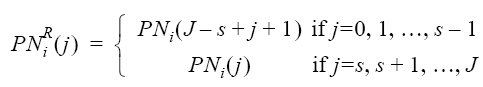 PN_i^R(j) = { PN_i(J – s + j + 1) if j=0, 1, …, s – 1
PN_i(j) if j=s, s + 1, …, J